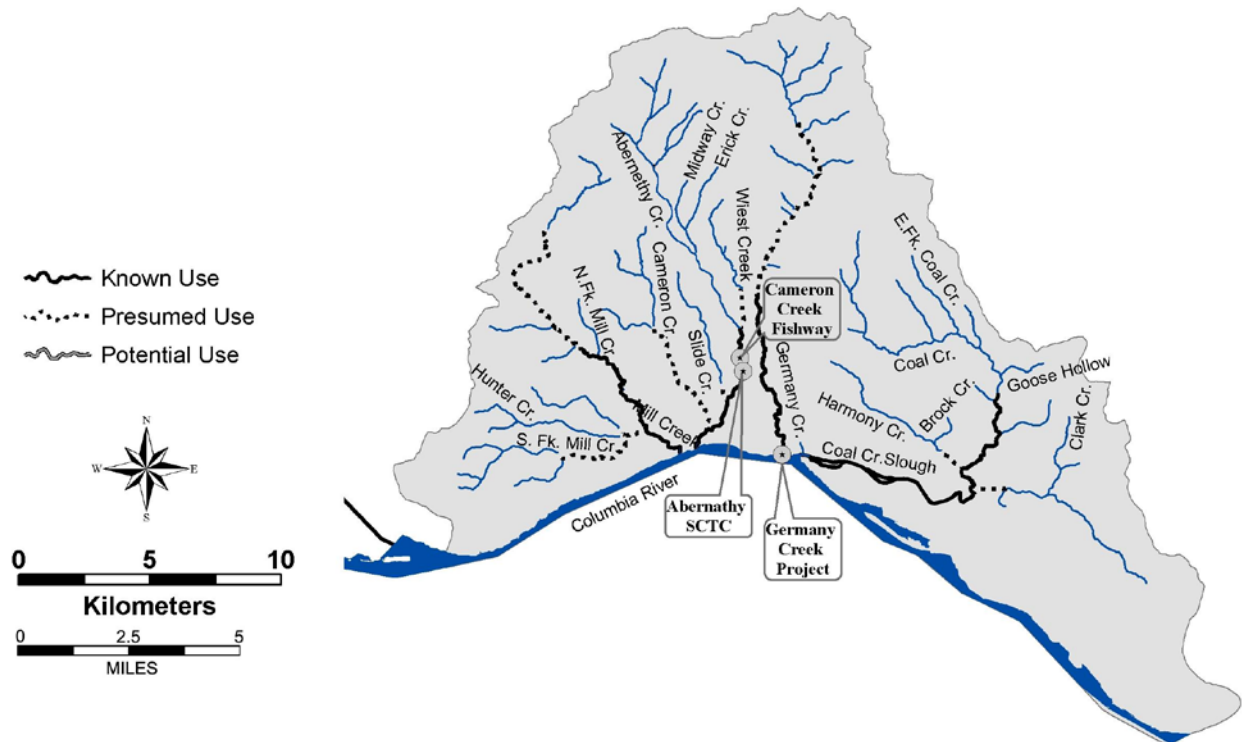 Known Use
Presumed Use
Potential Use
N
W
E
S
0
5
10
Kilometers
0
2.5
5
MILES
Abernethy Cr.
Midway Cr.
Erick Cr.
Wiest Creek
Cameron Cr.
Slide Cr.
N.Fk. Mill Cr.
Hunter Cr.
S. Fk. Mill Cr.
Mill Creek
Columbia River
Cameron
Creek
Fishway
Germany Cr.
Abernathy
SCTC
Germany
Creek
Project
E.Fk. Coal Cr.
Coal Cr.
Goose Hollow
Brock Cr.
Harmony Cr.
Clark Cr.
Coal Cr.Slough